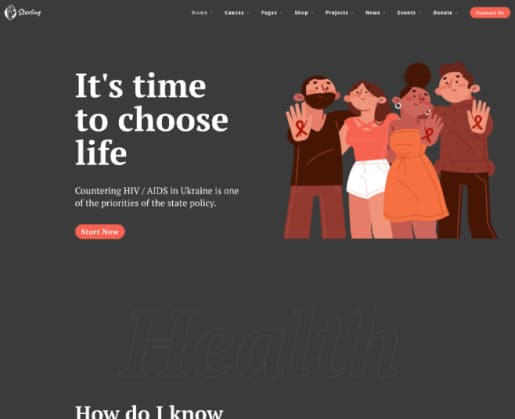 Sterling
Home Causes Pages Shop Projects News Events Donate Contact Us
It's time
to choose
life
Countering HIV / AIDS in Ukraine is one
of the priorities of the state policy.
Start Now
Health
How do I know